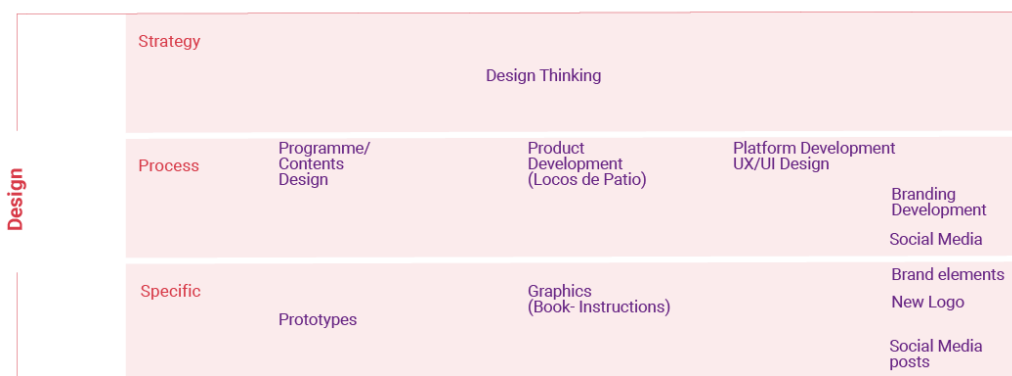 Design
Strategy
Design Thinking
Process
Programme/
Contents
Design
Product
Development
(Locos de Patio)
Platform Development
UX/UI Design
Branding
Development
Social Media
Specific
Prototypes
Graphics
(Book- Instructions)
Brand elements
New Logo
Social Media
posts